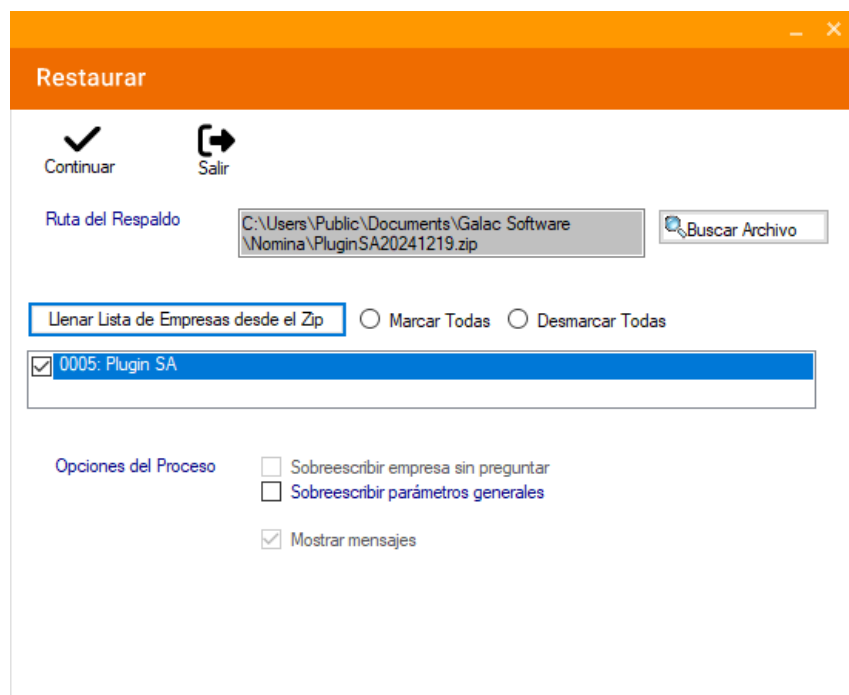 Restaurar
Continuar
Salir
Ruta del Respaldo
C:\Users\Public\Documents\Galac Software
\Nomina\PluginSA20241219.zip
Buscar Archivo
Llenar Lista de Empresas desde el Zip
Marcar Todas
Desmarcar Todas
0005: Plugin SA
Opciones del Proceso
Sobreescribir empresa sin preguntar
Sobreescribir parámetros generales
Mostrar mensajes